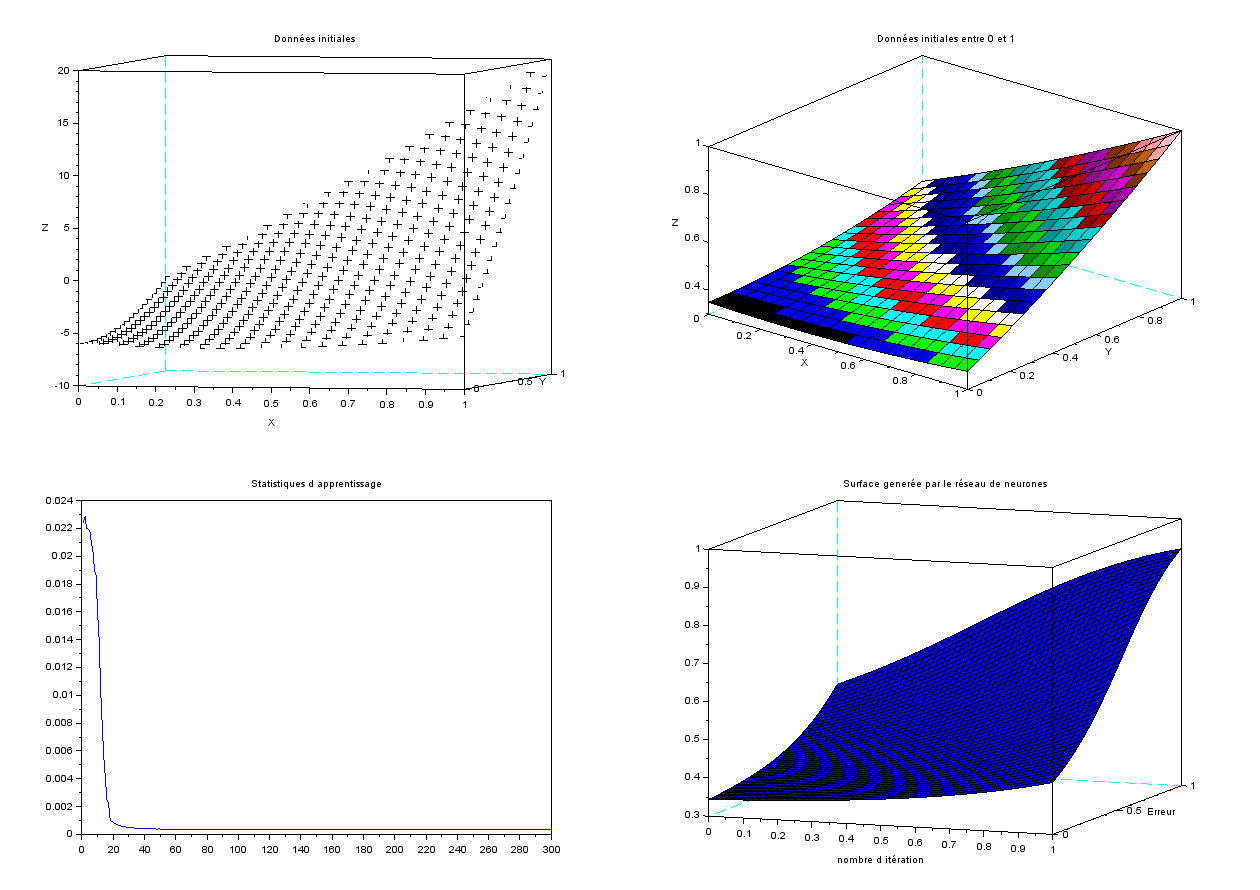 Données initiales
20
15
10
5
0
-5
-10
Z
0 0.1 0.2 0.3 0.4 0.5 0.6 0.7 0.8 0.9 1
X
0 0.5 1
Y
Données initiales entre 0 et 1
1
0.8
0.6
0.4
Z
0 0.2 0.4 0.6 0.8 1
X
0 0.2 0.4 0.6 0.8 1
Y
Statistiques d apprentissage
0.024
0.022
0.02
0.018
0.016
0.014
0.012
0.01
0.008
0.006
0.004
0.002
0
0 20 40 60 80 100 120 140 160 180 200 220 240 260 280 300
Surface generée par le réseau de neurones
1
0.9
0.8
0.7
0.6
0.5
0.4
0.3
0 0.1 0.2 0.3 0.4 0.5 0.6 0.7 0.8 0.9 1
nombre d itération
0 0.5 1
Erreur